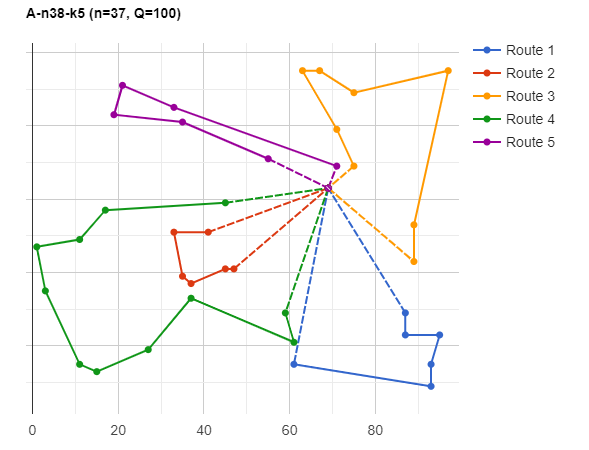 A-n38-k5 (n=37, Q=100)
Route 1
Route 2
Route 3
Route 4
Route 5
0 20 40 60 80